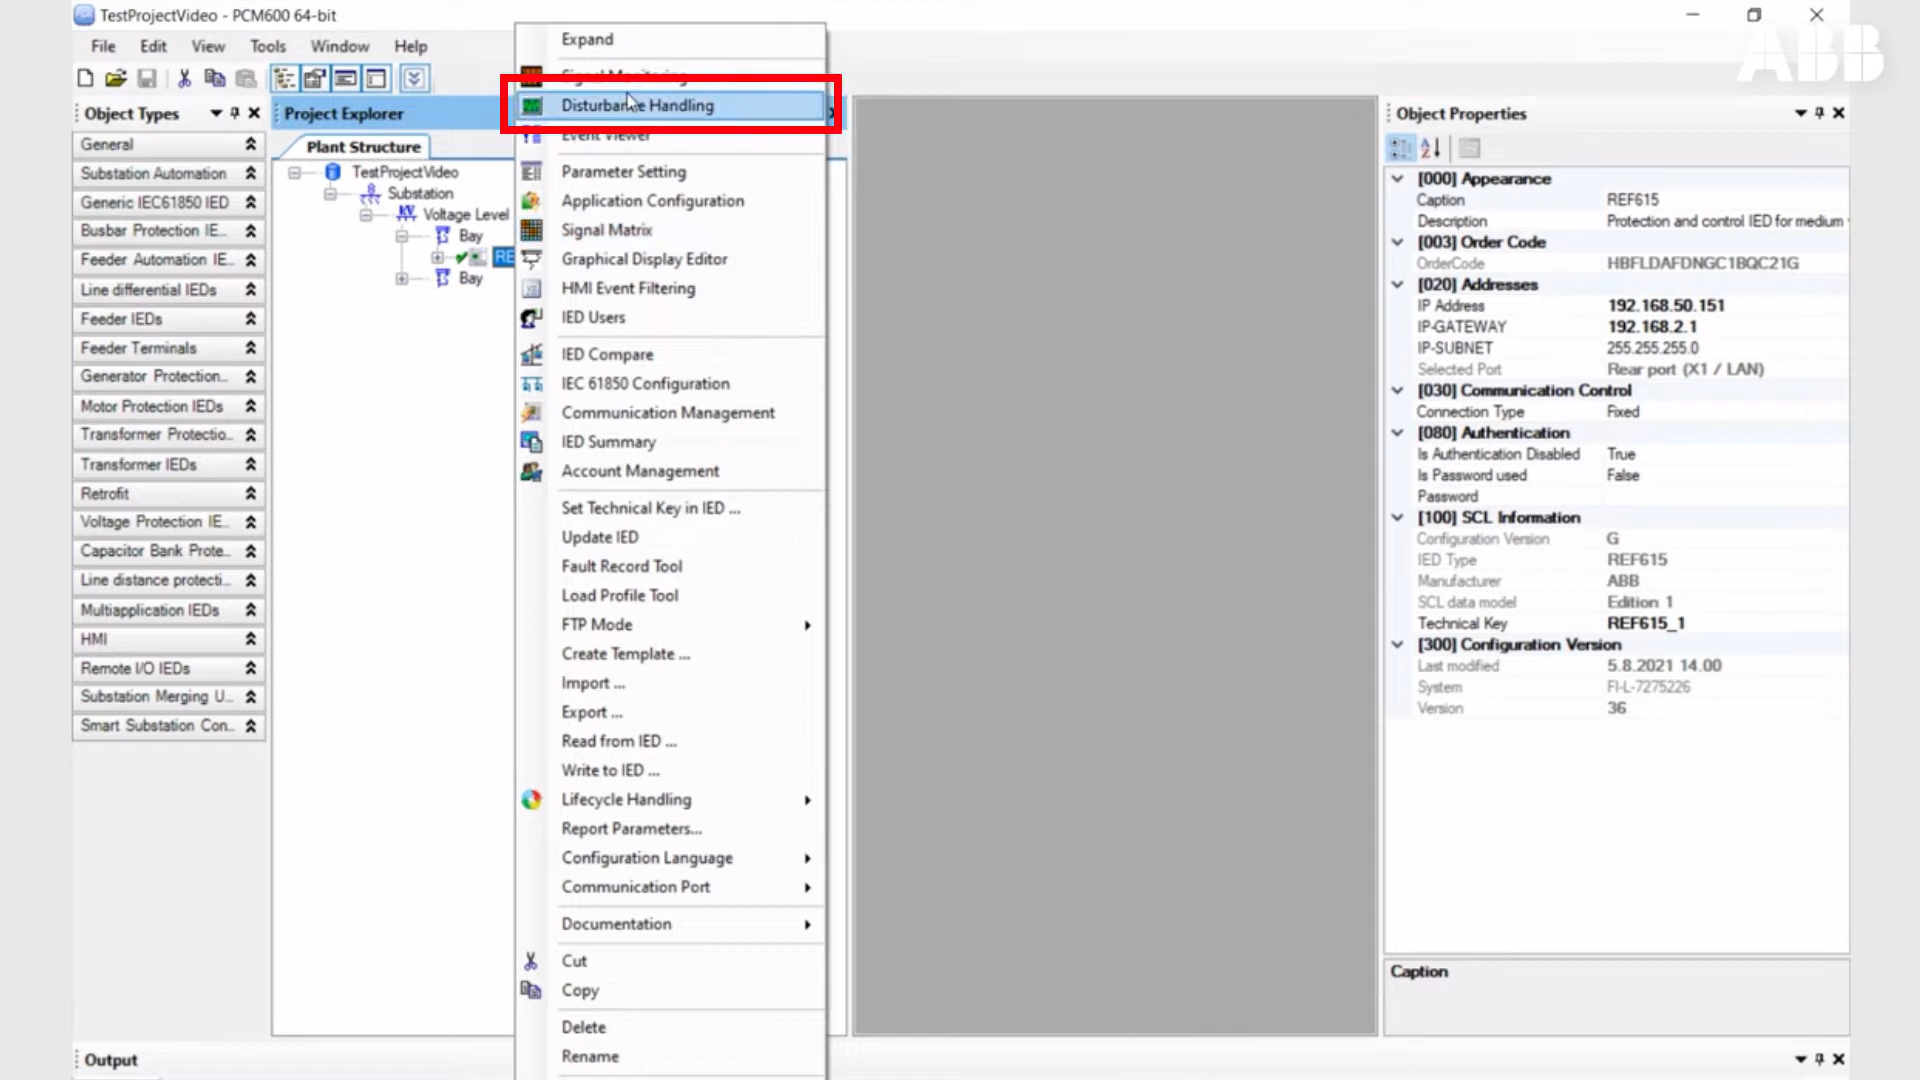 TestProjectVideo - PCM600 64-bit
ABB
File Edit View Tools Window Help
Object Types
General
Substation Automation
Generic IEC61850 IED
Busbar Protection IE...
Feeder Automation IE...
Line differential IEDs
Feeder IEDs
Feeder Terminals
Generator Protection...
Motor Protection IEDs
Transformer Protectio...
Transformer IEDs
Retrofit
Voltage Protection IE...
Capacitor Bank Prote...
Line distance protecti...
Multiapplication IEDs
HMI
Remote I/O IEDs
Substation Merging U...
Smart Substation Con...
Project Explorer
Plant Structure
TestProjectVideo
Substation
Voltage Level
Bay
RE
Bay
Expand
Signal Monitoring
Disturbance Handling
Event Viewer
Parameter Setting
Application Configuration
Signal Matrix
Graphical Display Editor
HMI Event Filtering
IED Users
IED Compare
IEC 61850 Configuration
Communication Management
IED Summary
Account Management
Set Technical Key in IED ...
Update IED
Fault Record Tool
Load Profile Tool
FTP Mode
Create Template ...
Import ...
Export ...
Read from IED ...
Write to IED ...
Lifecycle Handling
Report Parameters...
Configuration Language
Communication Port
Documentation
Cut
Copy
Delete
Rename
Object Properties
[000] Appearance
Caption REF615
Description Protection and control IED for medium
[003] Order Code
OrderCode HBFLDAFDNGC1BQC21G
[020] Addresses
IP Address 192.168.50.151
IP-GATEWAY 192.168.2.1
IP-SUBNET 255.255.255.0
Selected Port Rear port (X1 / LAN)
[030] Communication Control
Connection Type Fixed
[080] Authentication
Is Authentication Disabled True
Is Password used False
Password
[100] SCL Information
Configuration Version G
IED Type REF615
Manufacturer ABB
SCL data model Edition 1
Technical Key REF615_1
[300] Configuration Version
Last modified 5.8.2021 14.00
System FI-L-7275226
Version 36
Caption
Output